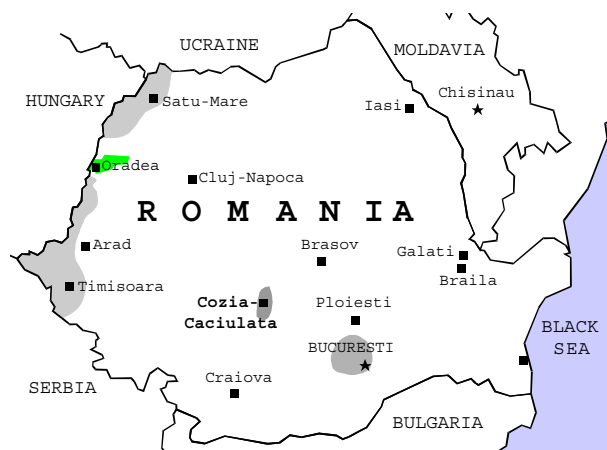 UCRAINE
MOLDAVIA
HUNGARY
Satu-Mare
Iasi
Chisinau
Oradea
Cluj-Napoca
ROMANIA
Arad
Brasov
Galati
Braila
Timisoara
Cozia-
Caciulata
Ploiesti
BLACK
SEA
BUCURESTI
SERBIA
Craiova
BULGARIA